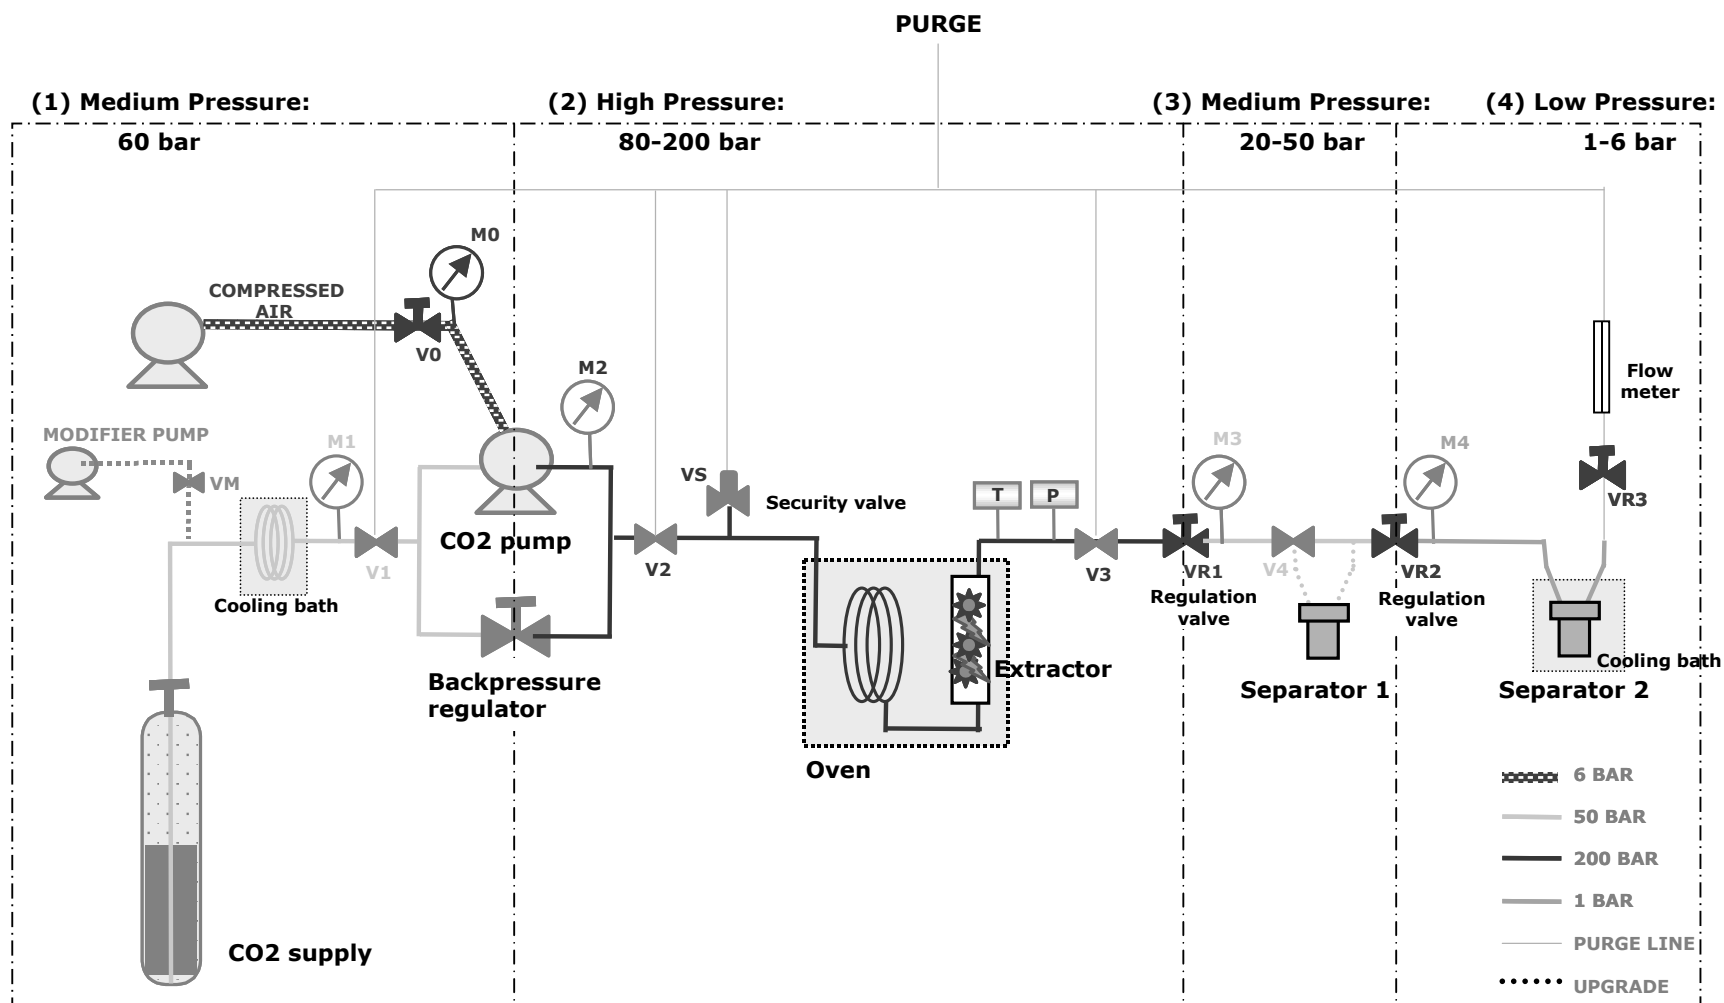 PURGE
(1) Medium Pressure:
60 bar
(2) High Pressure:
80-200 bar
(3) Medium Pressure:
20-50 bar
(4) Low Pressure:
1-6 bar
M0
COMPRESSED
AIR
V0
M2
MODIFIER PUMP
VM
M1
V1
Cooling bath
CO2 pump
Backpressure
regulator
VS
Security valve
V2
T
P
V3
VR1
Regulation
valve
M3
V4
VR2
Regulation
valve
M4
Flow
meter
VR3
Extractor
Oven
Separator 1
Cooling bath
Separator 2
CO2 supply
6 BAR
50 BAR
200 BAR
1 BAR
PURGE LINE
UPGRADE